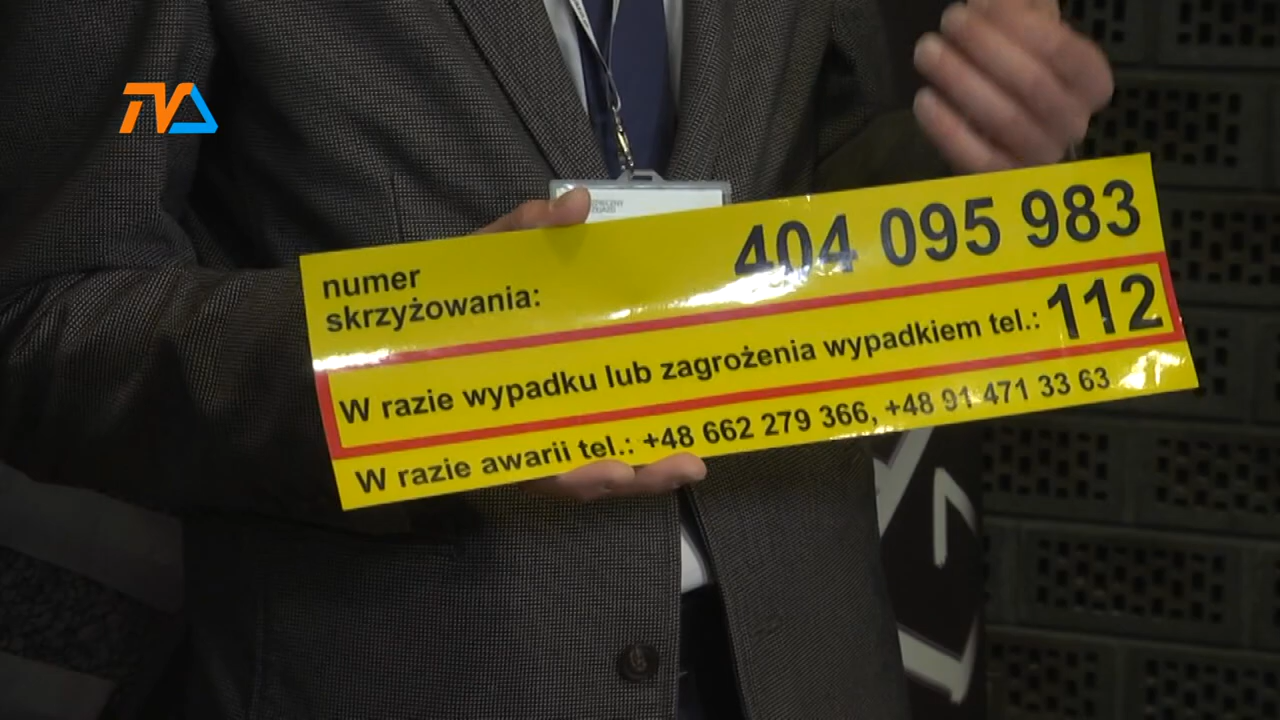 TVA
numer
skrzyżowania: 404 095 983
W razie wypadku lub zagrożenia wypadkiem tel.: 112
W razie awarii tel.: +48 662 279 366, +48 91 471 33 63